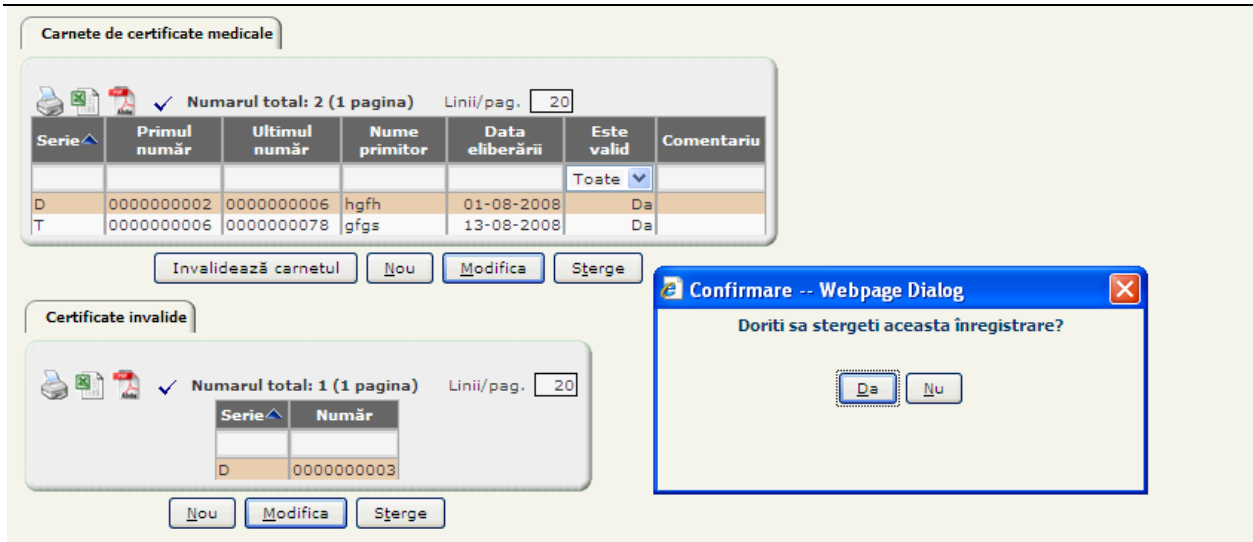 Carnete de certificate medicale
Numarul total: 2 (1 pagina) Linii/pag. 20
Serie Primul număr Ultimul număr Nume primitor Data eliberării Este valid Comentariu
Toate
D 0000000002 0000000006 hgfh 01-08-2008 Da
T 0000000006 0000000078 gfgs 13-08-2008 Da
Invalidează carnetul Nou Modifica Sterge
Confirmare -- Webpage Dialog
Doriti sa stergeti aceasta înregistrare?
Da Nu
Certificate invalide
Numarul total: 1 (1 pagina) Linii/pag. 20
Serie Număr
D 0000000003
Nou Modifica Sterge